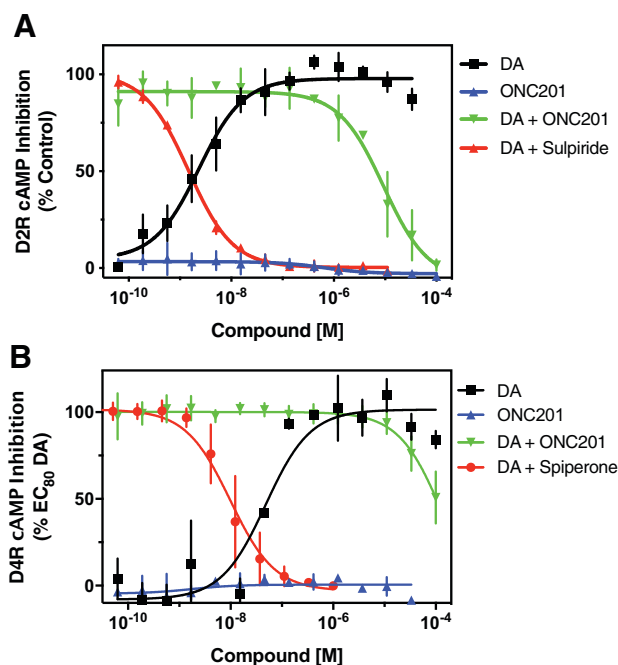 A
D2R cAMP Inhibition
(% Control)
100
50
0
10⁻¹⁰
10⁻⁸
10⁻⁶
10⁻⁴
Compound [M]
DA
ONC201
DA + ONC201
DA + Sulpiride
B
D4R cAMP Inhibition
(% EC₈₀ DA)
100
50
0
10⁻¹⁰
10⁻⁸
10⁻⁶
10⁻⁴
Compound [M]
DA
ONC201
DA + ONC201
DA + Spiperone